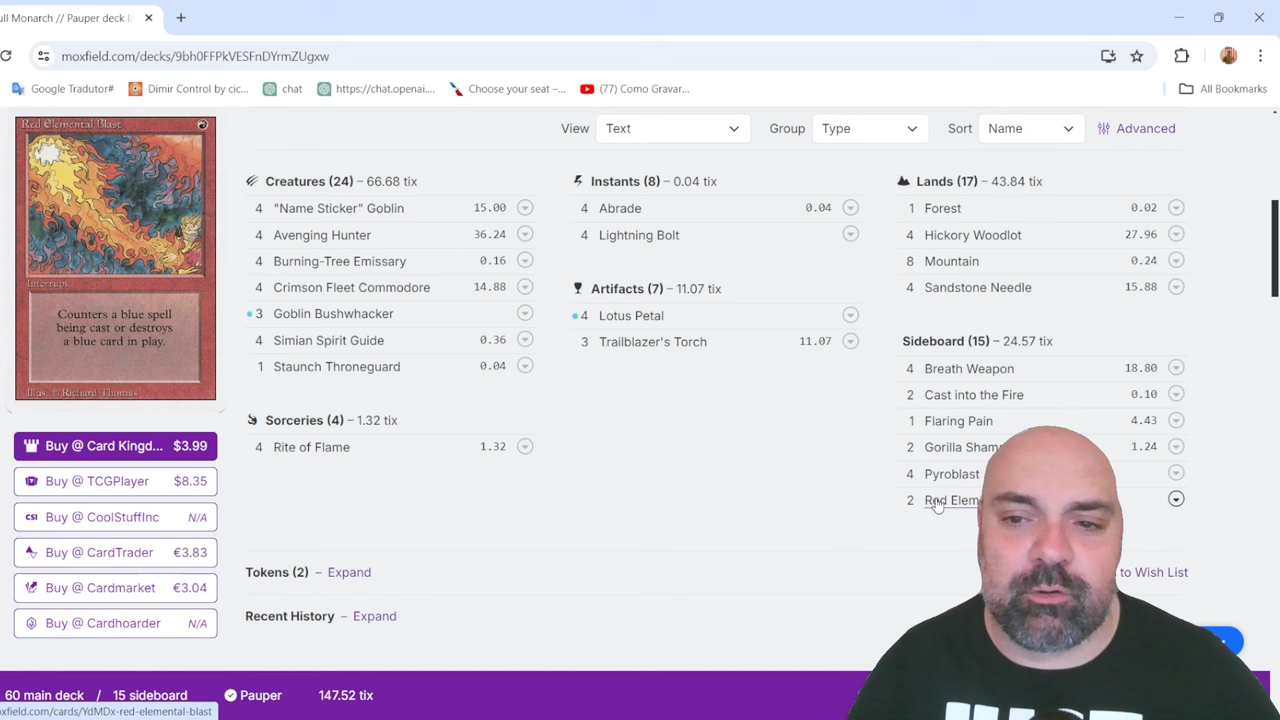 ull Monarch // Pauper deck li
moxfield.com/decks/9bh0FFPkVESFnDYrmZUgxw
Google Tradutor#
Dimir Control by cic...
chat
https://chat.openai....
Choose your seat –...
(77) Como Gravar...
All Bookmarks
View Text Group Type Sort Name Advanced
Red Elemental Blast
Interrupt
Counters a blue spell
being cast or destroys
a blue card in play.
Illus. © Richard Thomas
Buy @ Card Kingd... $3.99
Buy @ TCGPlayer $8.35
Buy @ CoolStuffInc N/A
Buy @ CardTrader €3.83
Buy @ Cardmarket €3.04
Buy @ Cardhoarder N/A
Creatures (24) – 66.68 tix
4 "Name Sticker" Goblin 15.00
4 Avenging Hunter 36.24
4 Burning-Tree Emissary 0.16
4 Crimson Fleet Commodore 14.88
3 Goblin Bushwhacker
4 Simian Spirit Guide 0.36
1 Staunch Throneguard 0.04
Sorceries (4) – 1.32 tix
4 Rite of Flame 1.32
Instants (8) – 0.04 tix
4 Abrade 0.04
4 Lightning Bolt
Artifacts (7) – 11.07 tix
4 Lotus Petal
3 Trailblazer's Torch 11.07
Lands (17) – 43.84 tix
1 Forest 0.02
4 Hickory Woodlot 27.96
8 Mountain 0.24
4 Sandstone Needle 15.88
Sideboard (15) – 24.57 tix
4 Breath Weapon 18.80
2 Cast into the Fire 0.10
1 Flaring Pain 4.43
2 Gorilla Sham 1.24
4 Pyroblast
2 Red Elem
Tokens (2) – Expand
to Wish List
Recent History – Expand
60 main deck / 15 sideboard Pauper 147.52 tix
moxfield.com/cards/YdMDx-red-elemental-blast